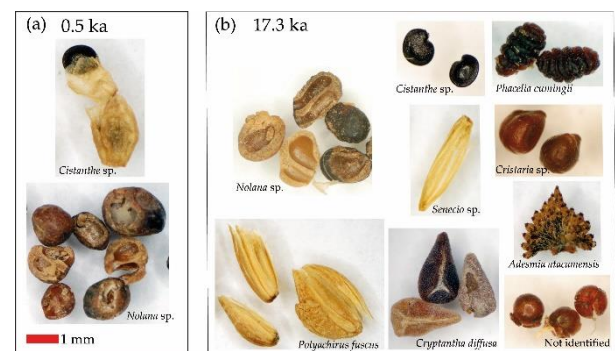 (a) 0.5 ka
Cistanthe sp.
Nolana sp.
1 mm
(b) 17.3 ka
Nolana sp.
Cistanthe sp.
Phacelia cumingii
Senecio sp.
Cristaria sp.
Adesmia atacamensis
Polyachirus fuscus
Cryptantha diffusa
Not identified